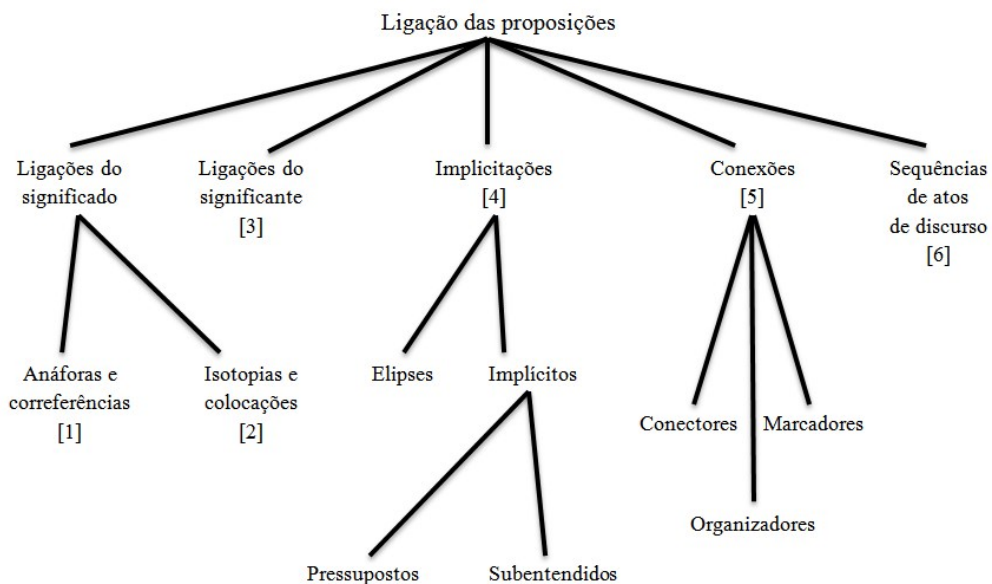 Ligação das proposições
Ligações do
significado
Ligações do
significante
[3]
Implicitações
[4]
Conexões
[5]
Sequências
de atos
de discurso
[6]
Anáforas e
correferências
[1]
Isotopias e
colocações
[2]
Elipses
Implícitos
Conectores
Marcadores
Organizadores
Pressupostos
Subentendidos